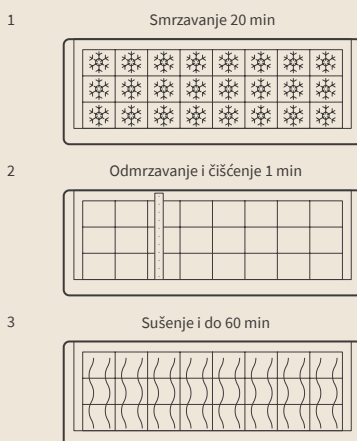 1
Smrzavanje 20 min
2
Odmrzavanje i čišćenje 1 min
3
Sušenje i do 60 min